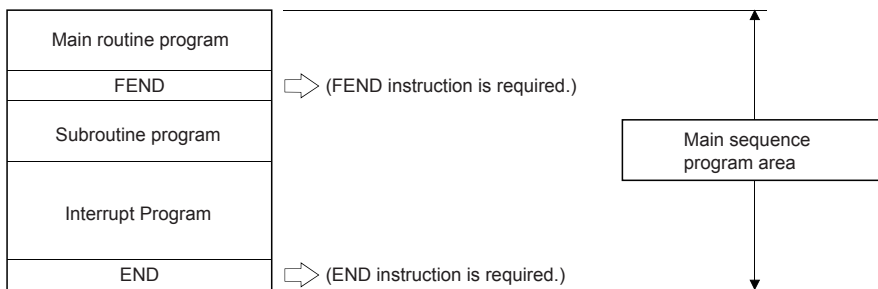 Main routine program
FEND
(FEND instruction is required.)
Subroutine program
Main sequence
program area
Interrupt Program
END
(END instruction is required.)